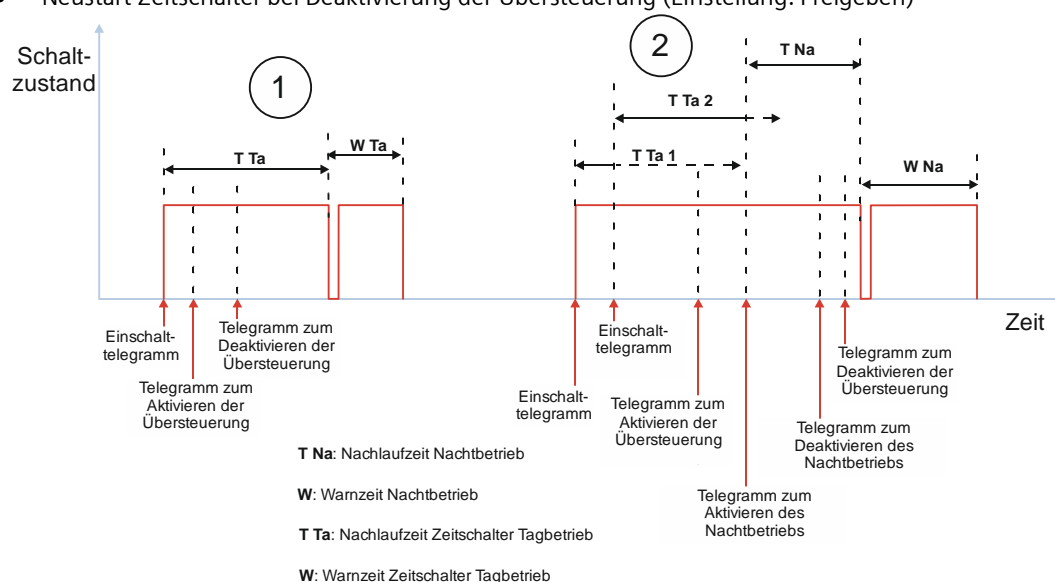 Neustart Zeitschalter bei Deaktivierung der Übersteuerung (Einstellung: Freigeben)
Schalt-
zustand
1
2
T Na
T Ta 2
W Ta
T Ta
T Ta 1
W Na
Zeit
Einschalt-
telegramm
Telegramm zum
Deaktivieren der
Übersteuerung
Telegramm zum
Aktivieren der
Übersteuerung
Einschalt-
telegramm
Einschalt-
telegramm
Telegramm zum
Aktivieren der
Übersteuerung
Telegramm zum
Deaktivieren der
Übersteuerung
Telegramm zum
Deaktivieren des
Nachtbetriebs
Telegramm zum
Aktivieren des
Nachtbetriebs
T Na: Nachlaufzeit Nachtbetrieb
W: Warnzeit Nachtbetrieb
T Ta: Nachlaufzeit Zeitschalter Tagbetrieb
W: Warnzeit Zeitschalter Tagbetrieb